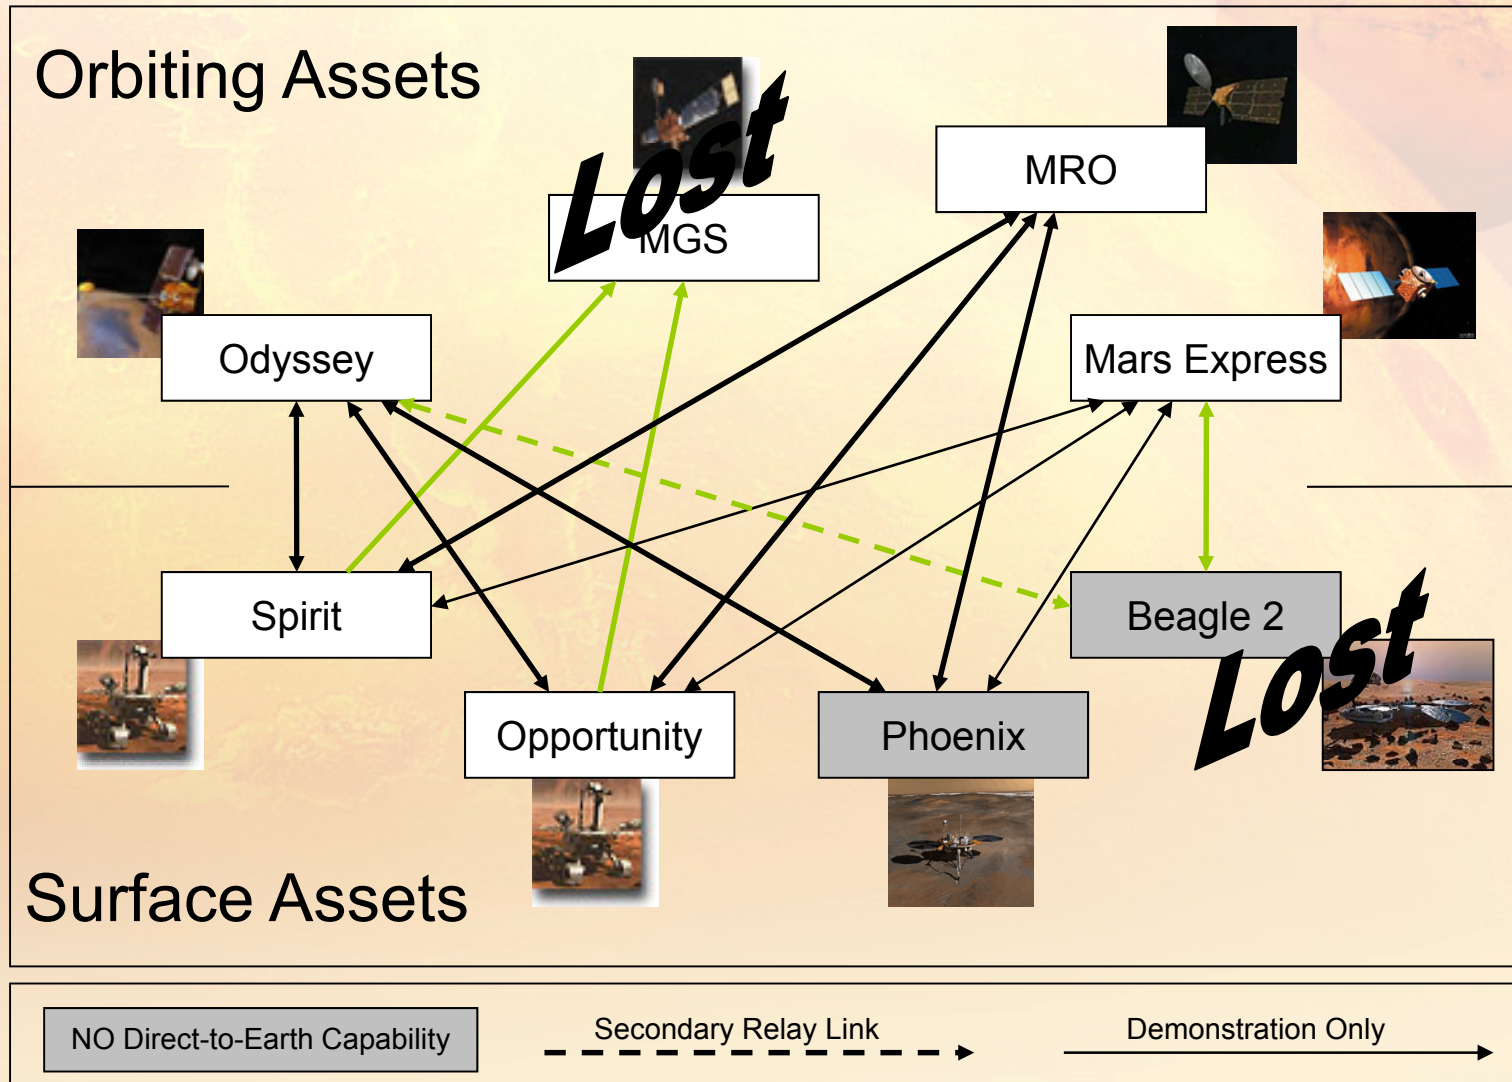 Orbiting Assets
Lost
MRO
MGS
Odyssey
Mars Express
Spirit
Beagle 2
Lost
Opportunity
Phoenix
Surface Assets
NO Direct-to-Earth Capability
Secondary Relay Link
Demonstration Only